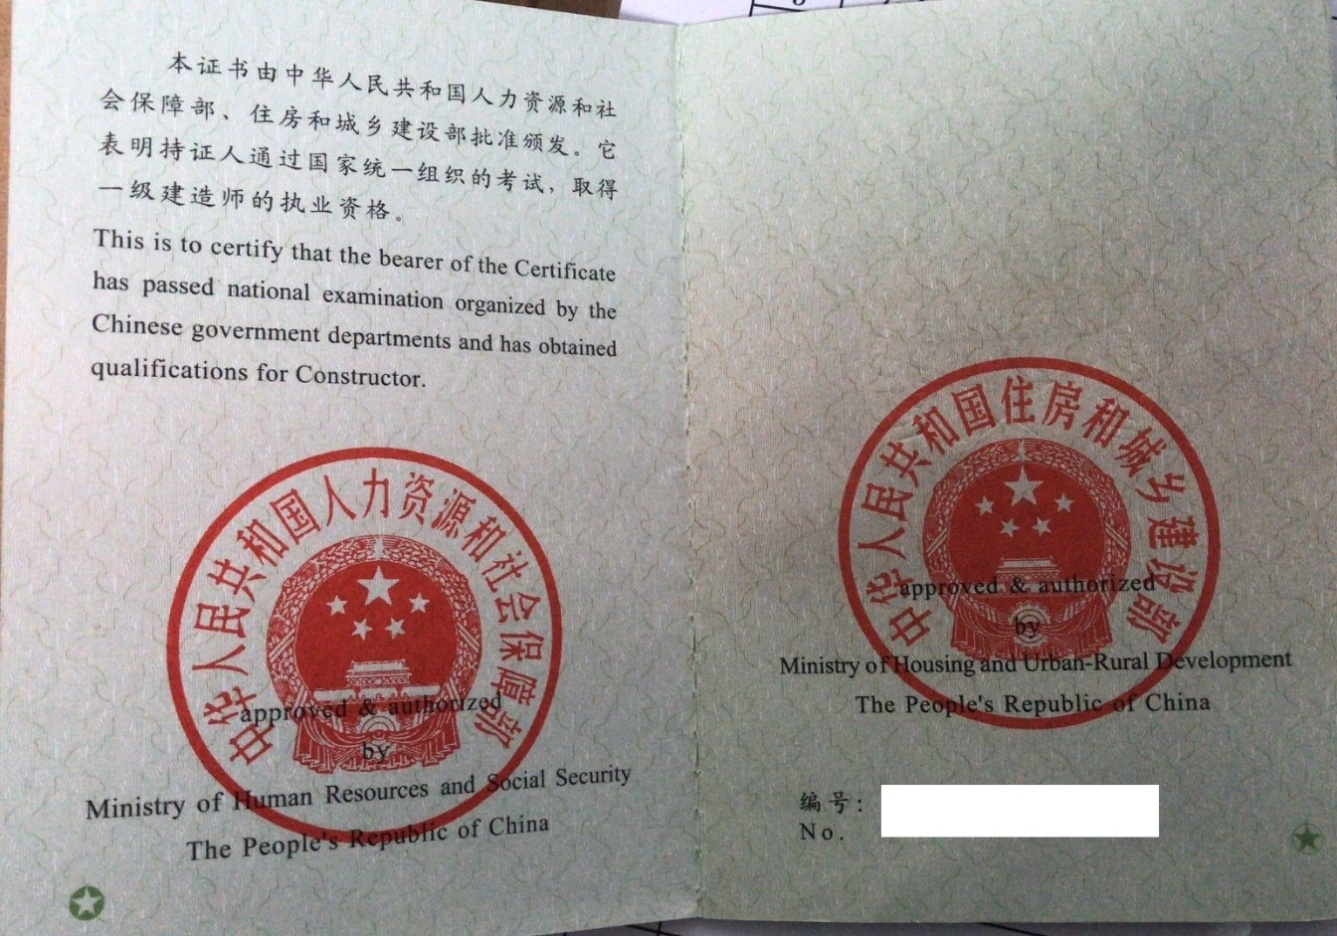 本证书由中华人民共和国人力资源和社
会保障部、住房和城乡建设部批准颁发。它
表明持证人通过国家统一组织的考试，取得
一级建造师的执业资格。
This is to certify that the bearer of the Certificate
has passed national examination organized by the
Chinese government departments and has obtained
qualifications for Constructor.
中华人民共和国人力资源和社会保障部
approved & authorized
by
Ministry of Human Resources and Social Security
The People's Republic of China
中华人民共和国住房和城乡建设部
approved & authorized
by
Ministry of Housing and Urban-Rural Development
The People's Republic of China
编号：
No.